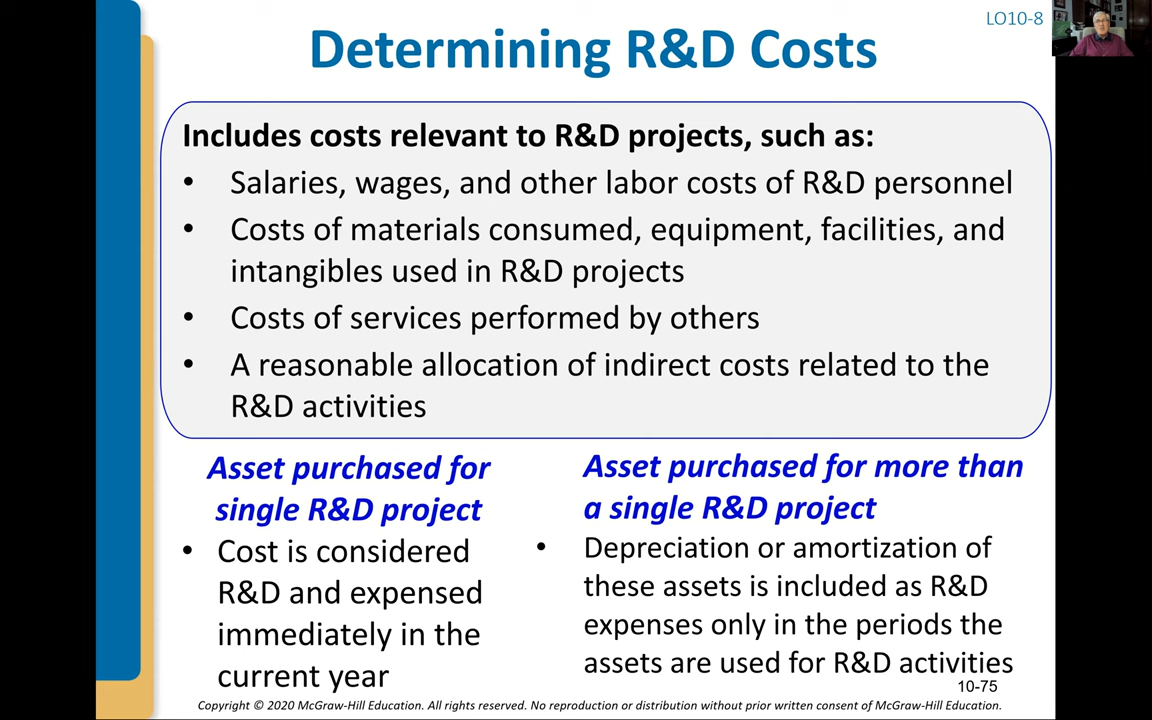 LO10-8
Determining R&D Costs
Includes costs relevant to R&D projects, such as:
• Salaries, wages, and other labor costs of R&D personnel
• Costs of materials consumed, equipment, facilities, and
intangibles used in R&D projects
• Costs of services performed by others
• A reasonable allocation of indirect costs related to the
R&D activities
Asset purchased for
single R&D project
• Cost is considered
R&D and expensed
immediately in the
current year
Asset purchased for more than
a single R&D project
• Depreciation or amortization of
these assets is included as R&D
expenses only in the periods the
assets are used for R&D activities
10-75
Copyright © 2020 McGraw-Hill Education. All rights reserved. No reproduction or distribution without prior written consent of McGraw-Hill Education.